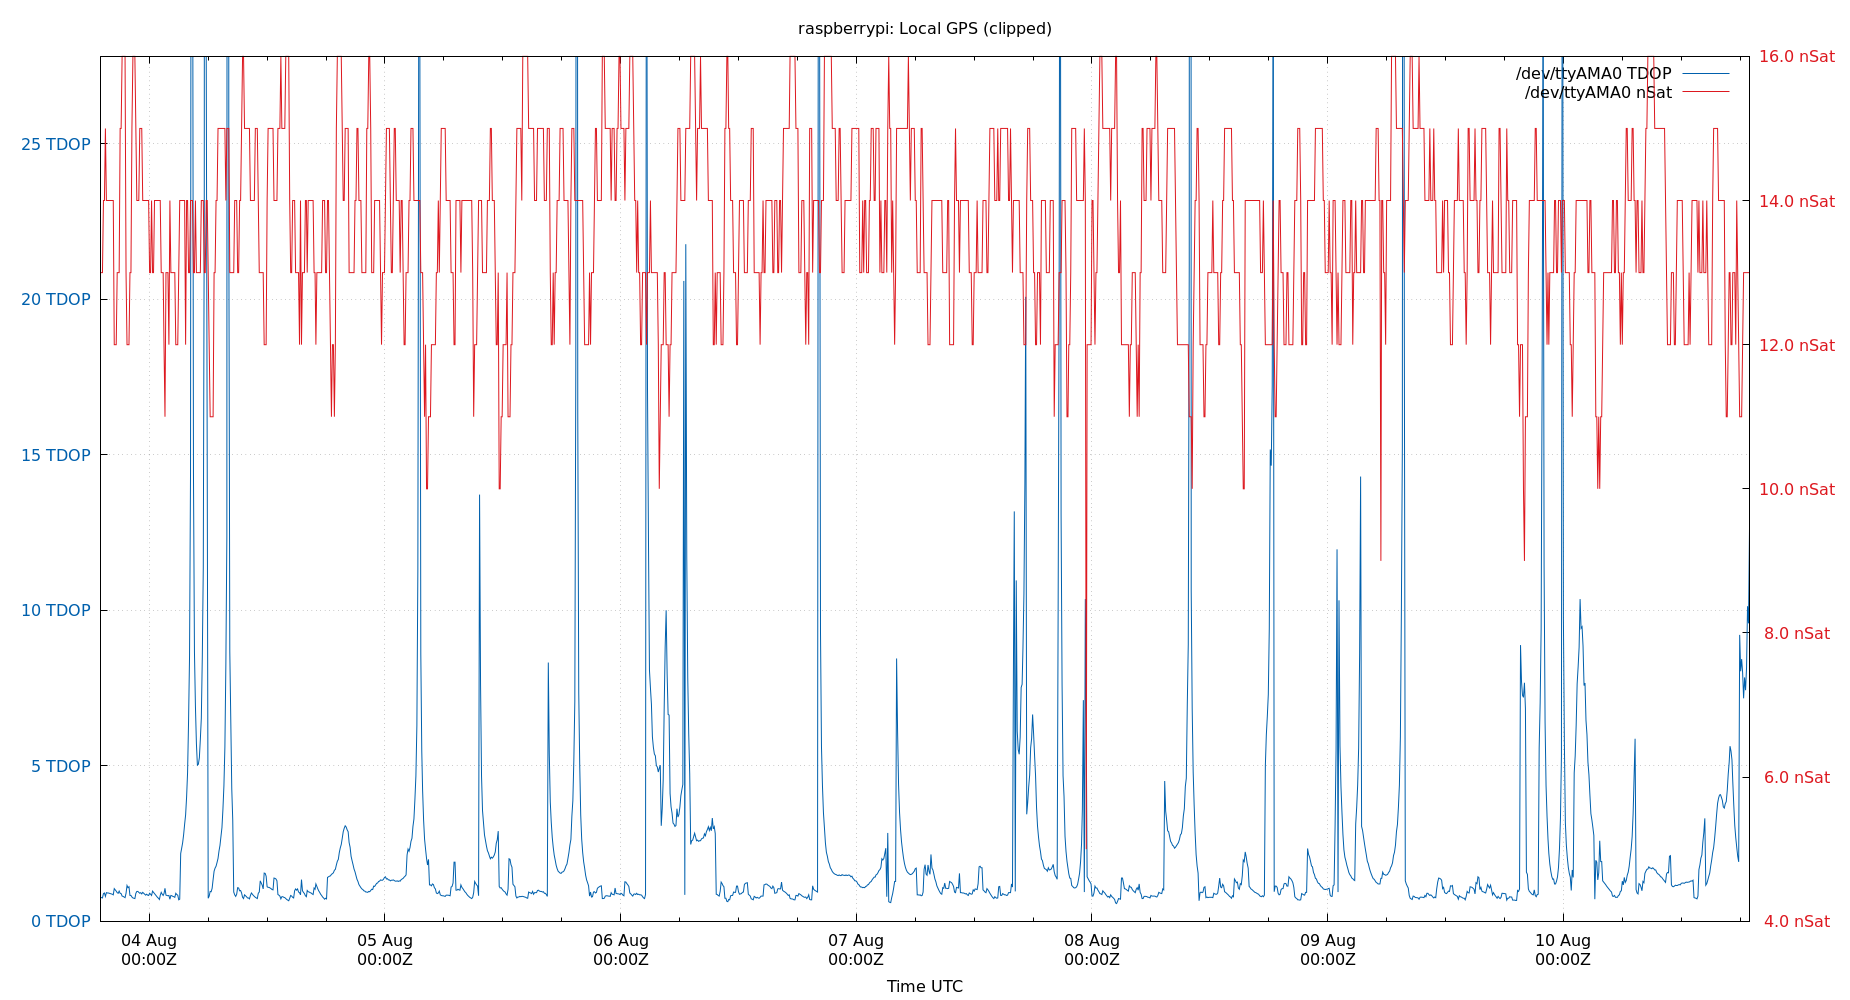 raspberrypi: Local GPS (clipped)
/dev/ttyAMA0 TDOP
/dev/ttyAMA0 nSat
25 TDOP
20 TDOP
15 TDOP
10 TDOP
5 TDOP
0 TDOP
16.0 nSat
14.0 nSat
12.0 nSat
10.0 nSat
8.0 nSat
6.0 nSat
4.0 nSat
04 Aug
00:00Z
05 Aug
00:00Z
06 Aug
00:00Z
07 Aug
00:00Z
08 Aug
00:00Z
09 Aug
00:00Z
10 Aug
00:00Z
Time UTC